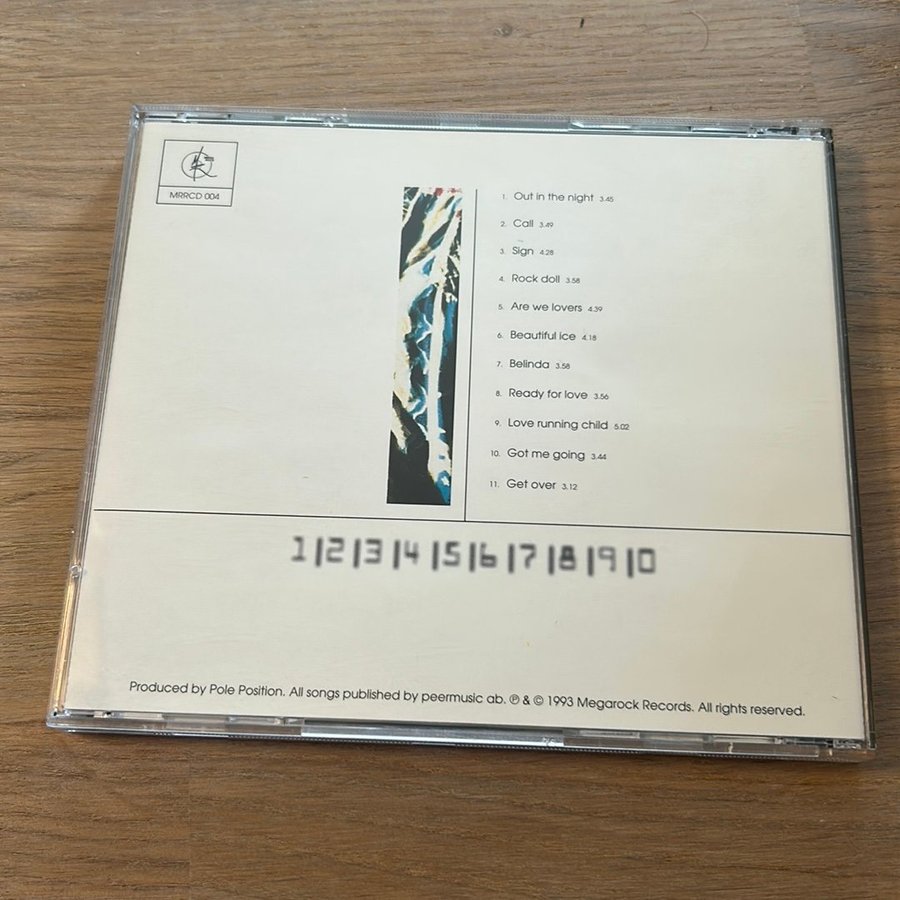 MRRCD 004
1. Out in the night 3.45
2. Call 3.49
3. Sign 4.28
4. Rock doll 3.58
5. Are we lovers 4.39
6. Beautiful ice 4.18
7. Belinda 3.58
8. Ready for love 3.56
9. Love running child 5.02
10. Got me going 3.44
11. Get over 3.12
1|2|3|4|5|6|7|8|9|0
Produced by Pole Position. All songs published by peermusic ab. ℗ & © 1993 Megarock Records. All rights reserved.